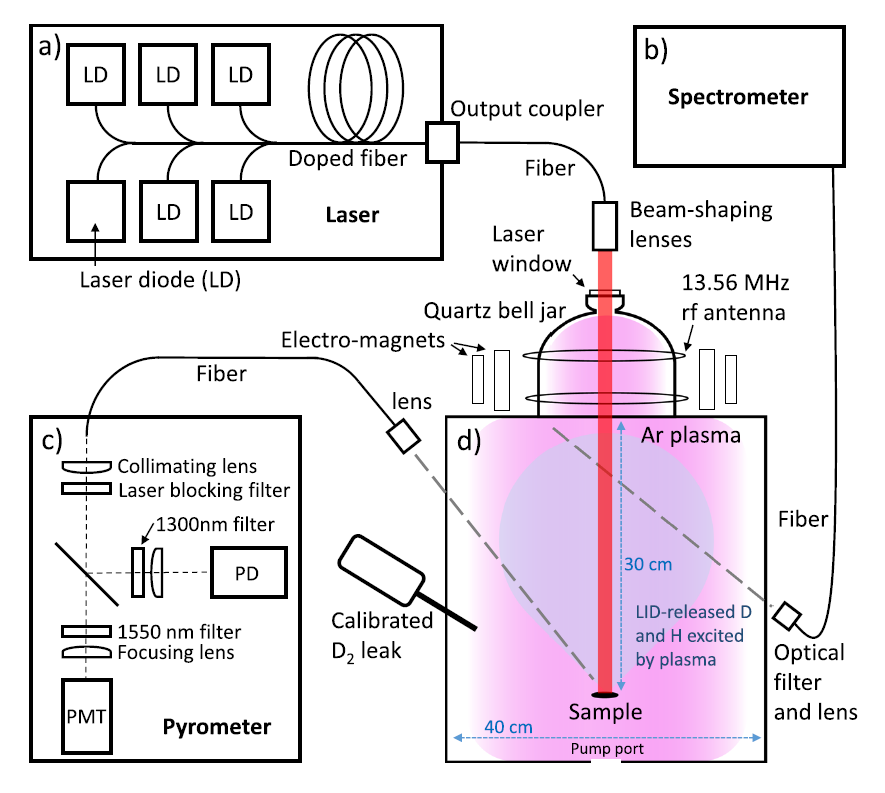 a)
LD
LD
LD
Doped fiber
LD
LD
Laser
Laser diode (LD)
Output coupler
Fiber
b)
Spectrometer
Beam-shaping
lenses
Laser
window
13.56 MHz
rf antenna
Quartz bell jar
Electro-magnets
Fiber
lens
c)
Collimating lens
Laser blocking filter
1300nm filter
PD
1550 nm filter
Focusing lens
PMT
Pyrometer
Calibrated
D₂ leak
d)
Ar plasma
30 cm
LID-released D
and H excited
by plasma
Sample
40 cm
Pump port
Fiber
Optical
filter
and lens